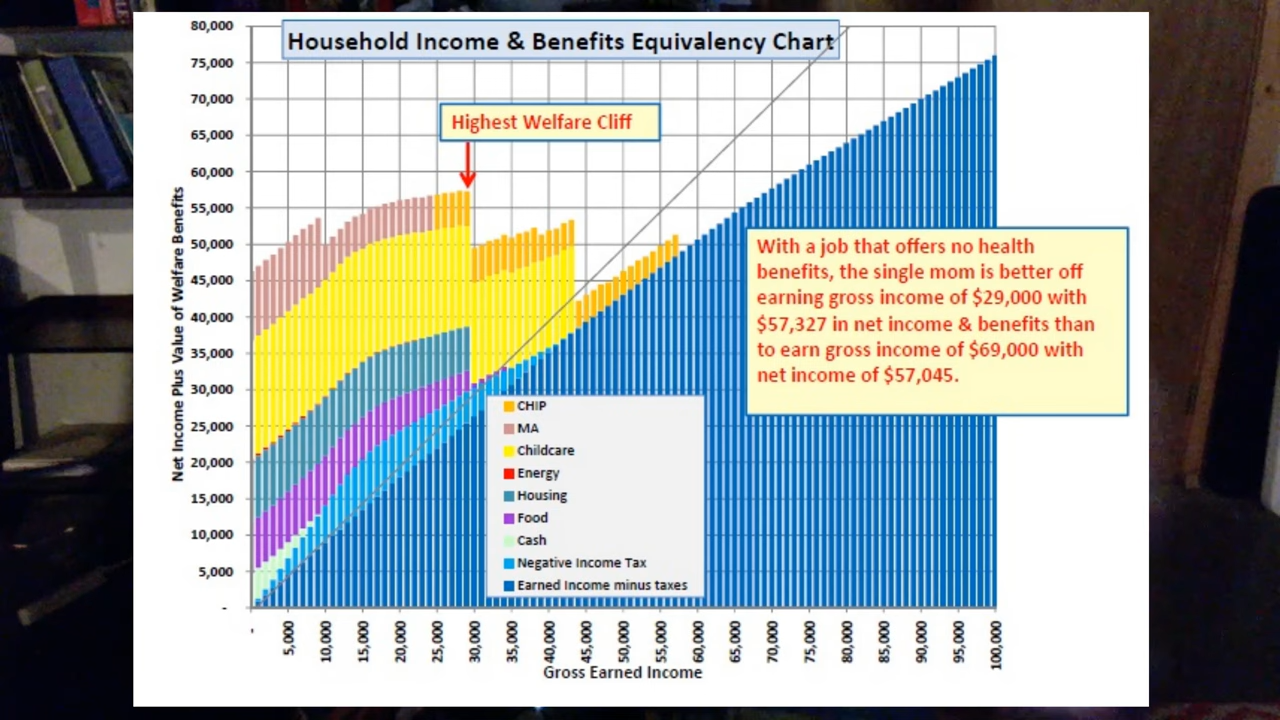 Household Income & Benefits Equivalency Chart
Highest Welfare Cliff
Net Income Plus Value of Welfare Benefits
80,000
75,000
70,000
65,000
60,000
55,000
50,000
45,000
40,000
35,000
30,000
25,000
20,000
15,000
10,000
5,000
-
With a job that offers no health
benefits, the single mom is better off
earning gross income of $29,000 with
$57,327 in net income & benefits than
to earn gross income of $69,000 with
net income of $57,045.
CHIP
MA
Childcare
Energy
Housing
Food
Cash
Negative Income Tax
Earned Income minus taxes
-
5,000
10,000
15,000
20,000
25,000
30,000
35,000
40,000
45,000
50,000
55,000
60,000
65,000
70,000
75,000
80,000
85,000
90,000
95,000
100,000
Gross Earned Income